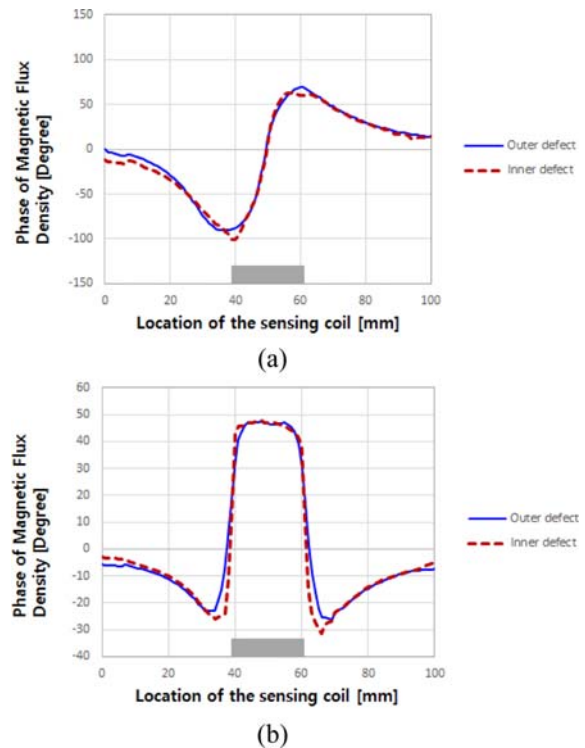 150
100
50
0
-50
-100
-150
Phase of Magnetic Flux
Density [Degree]
0 20 40 60 80 100
Location of the sensing coil [mm]
Outer defect
Inner defect
(a)
60
50
40
30
20
10
0
-10
-20
-30
-40
Phase of Magnetic Flux
Density [Degree]
0 20 40 60 80 100
Location of the sensing coil [mm]
Outer defect
Inner defect
(b)